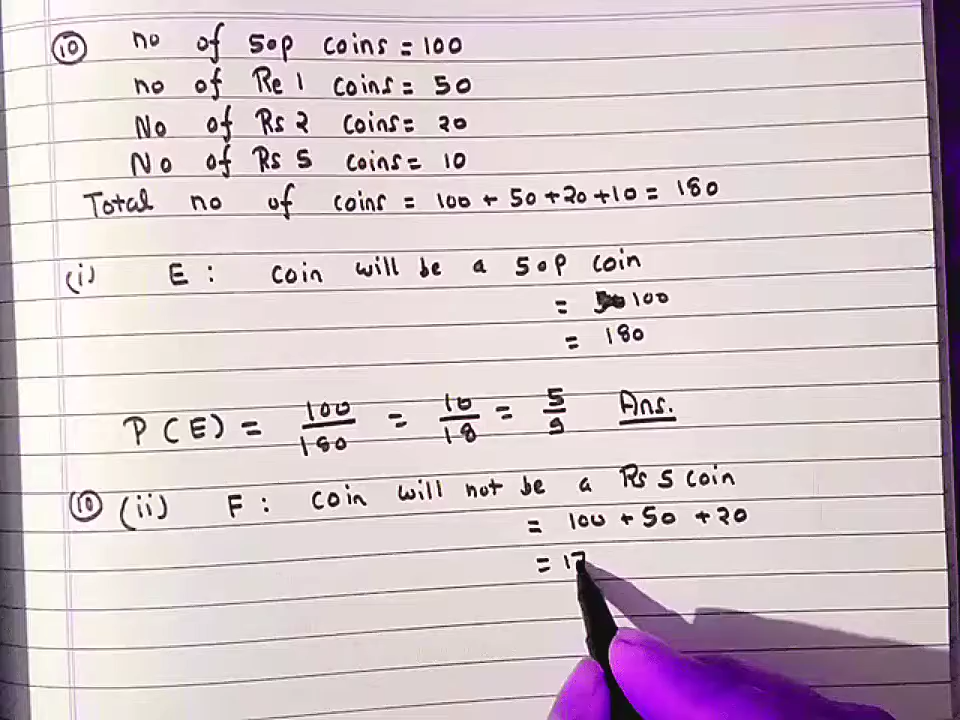 10 no of 50p coins = 100
no of Re 1 coins = 50
No of Rs 2 coins = 20
No of Rs 5 coins = 10
Total no of coins = 100 + 50 + 20 + 10 = 180
(i) E : coin will be a 50p coin
= 100
= 180
P(E) = 100/180 = 10/18 = 5/9 Ans.
10 (ii) F : coin will not be a Rs 5 coin
= 100 + 50 + 20
= 17